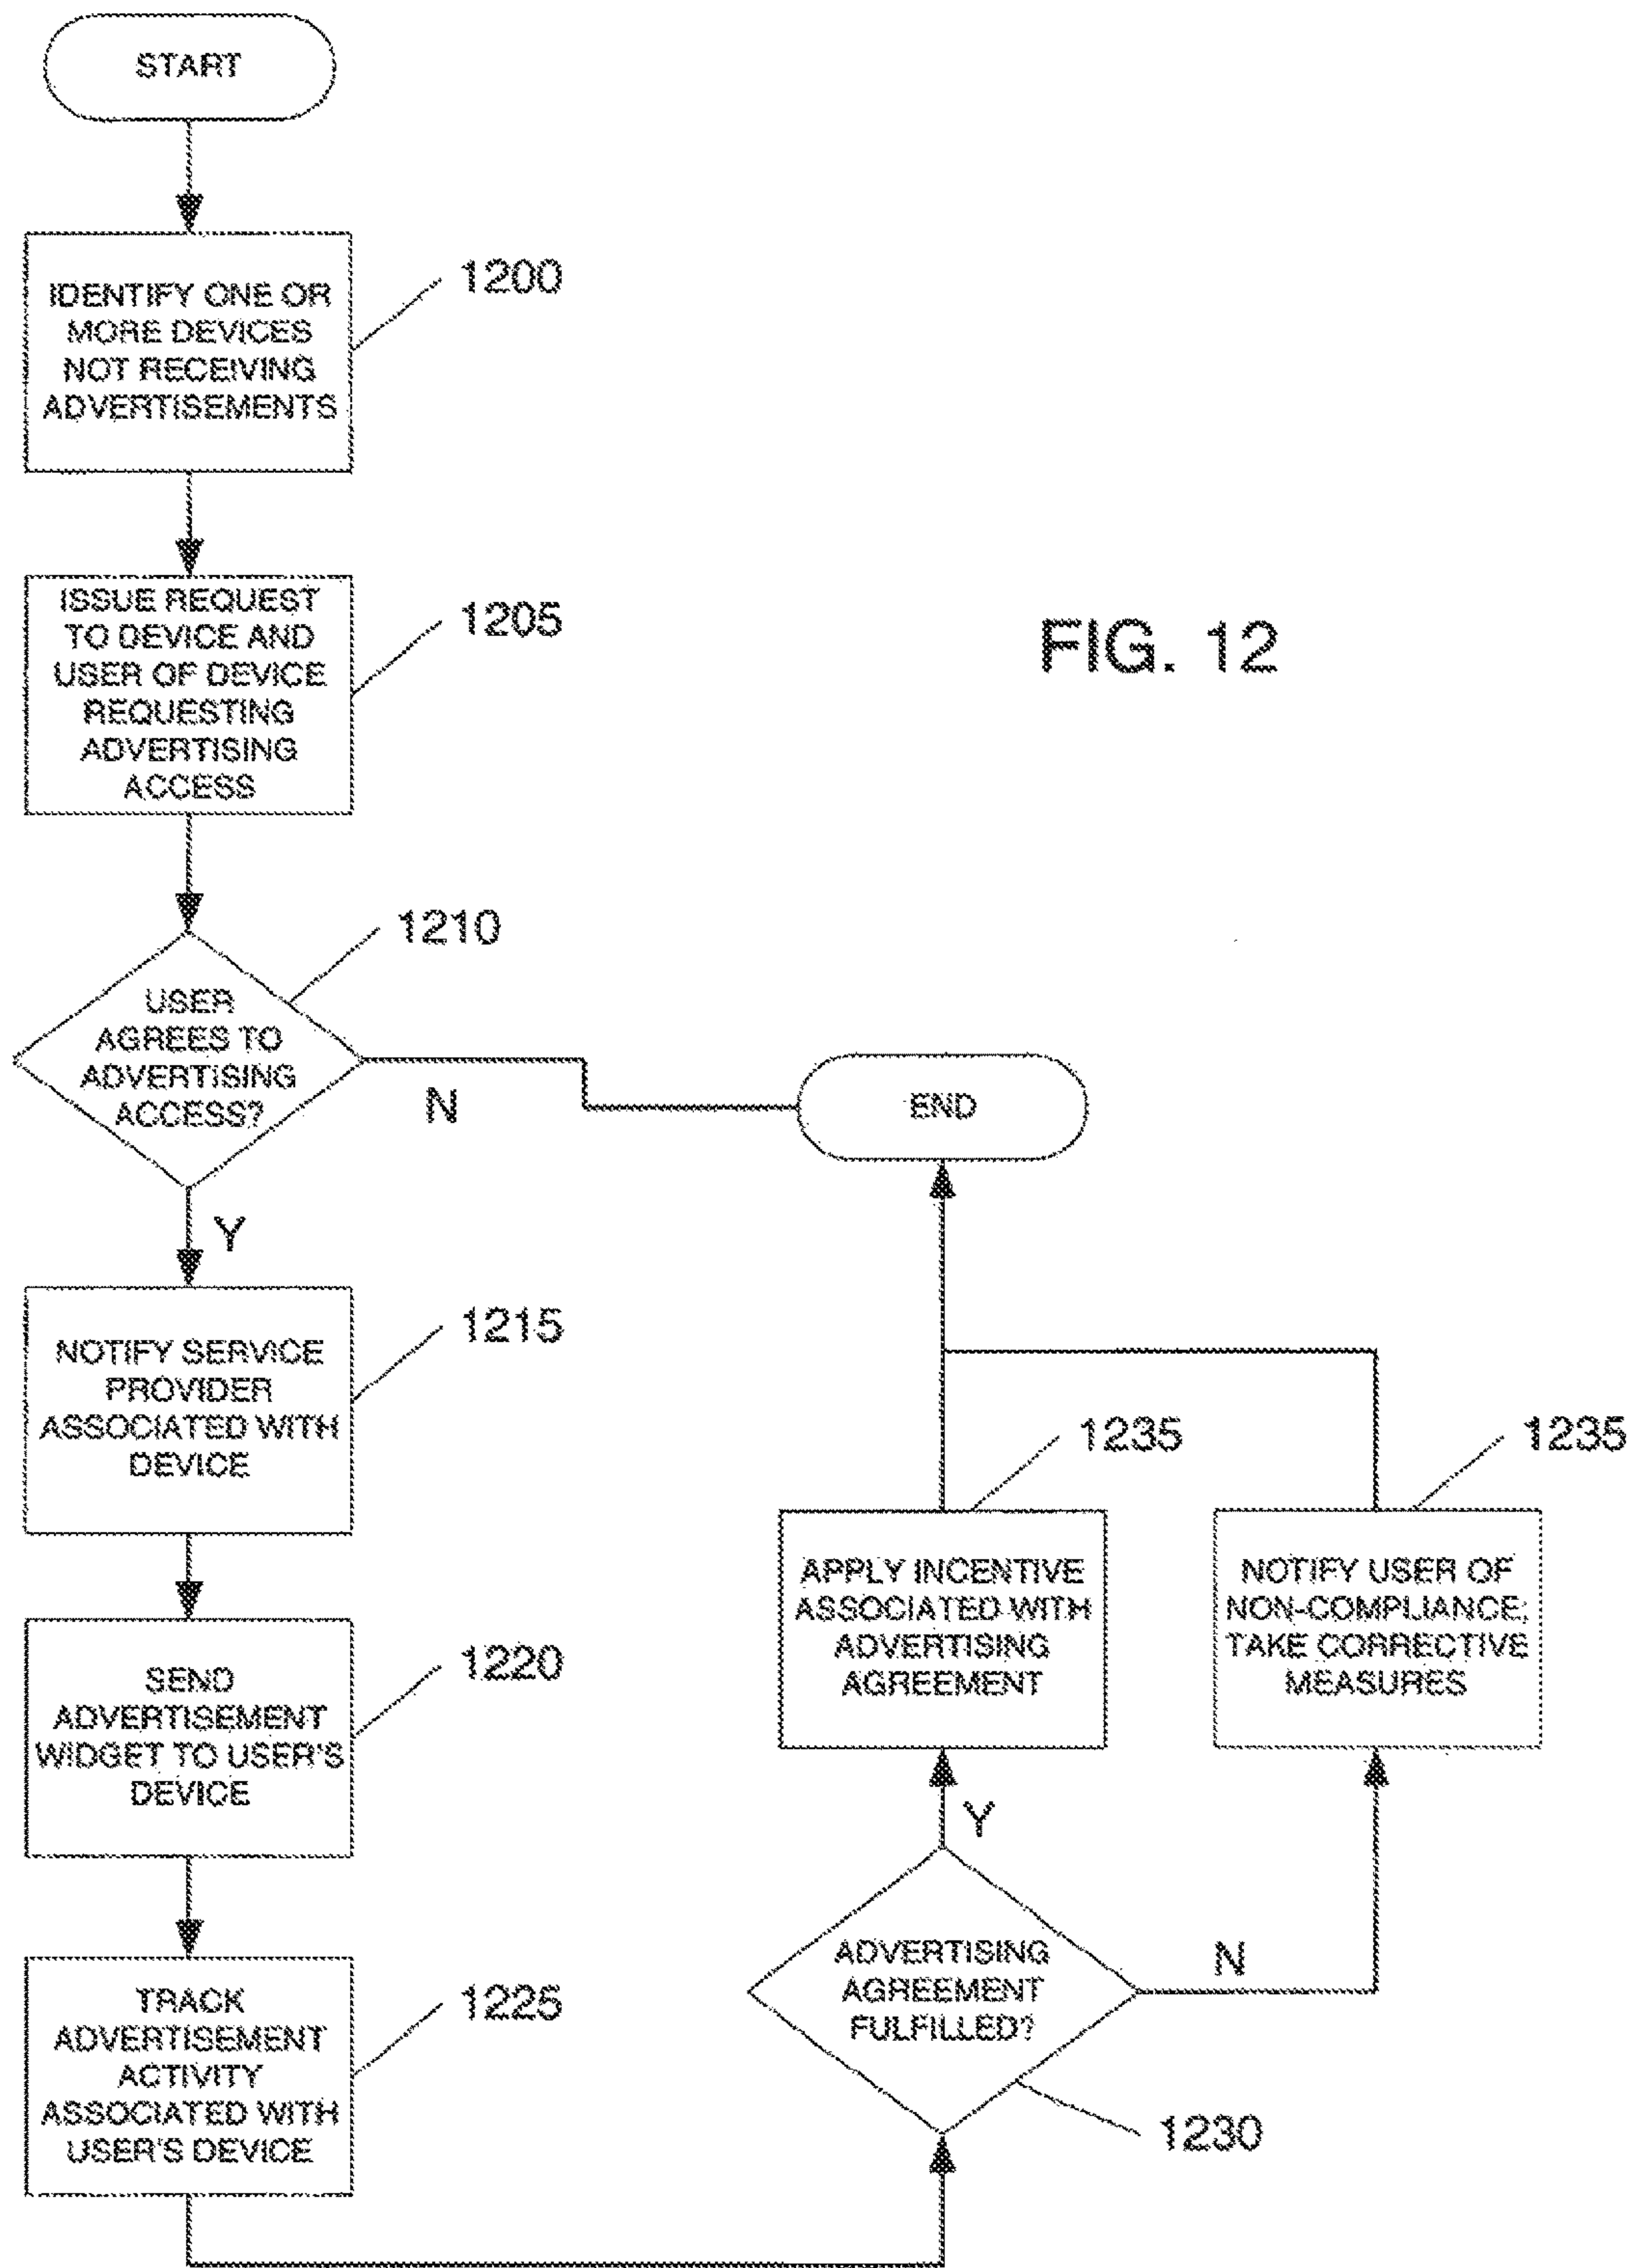 START
IDENTIFY ONE OR
MORE DEVICES
NOT RECEIVING
ADVERTISEMENTS
1200
ISSUE REQUEST
TO DEVICE AND
USER OF DEVICE
REQUESTING
ADVERTISING
ACCESS
1205
FIG. 12
USER
AGREES TO
ADVERTISING
ACCESS?
1210
N
END
Y
NOTIFY SERVICE
PROVIDER
ASSOCIATED WITH
DEVICE
1215
SEND
ADVERTISEMENT
WIDGET TO USER'S
DEVICE
1220
TRACK
ADVERTISEMENT
ACTIVITY
ASSOCIATED WITH
USER'S DEVICE
1225
ADVERTISING
AGREEMENT
FULFILLED?
1230
Y
APPLY INCENTIVE
ASSOCIATED WITH
ADVERTISING
AGREEMENT
1235
N
NOTIFY USER OF
NON-COMPLIANCE;
TAKE CORRECTIVE
MEASURES
1235